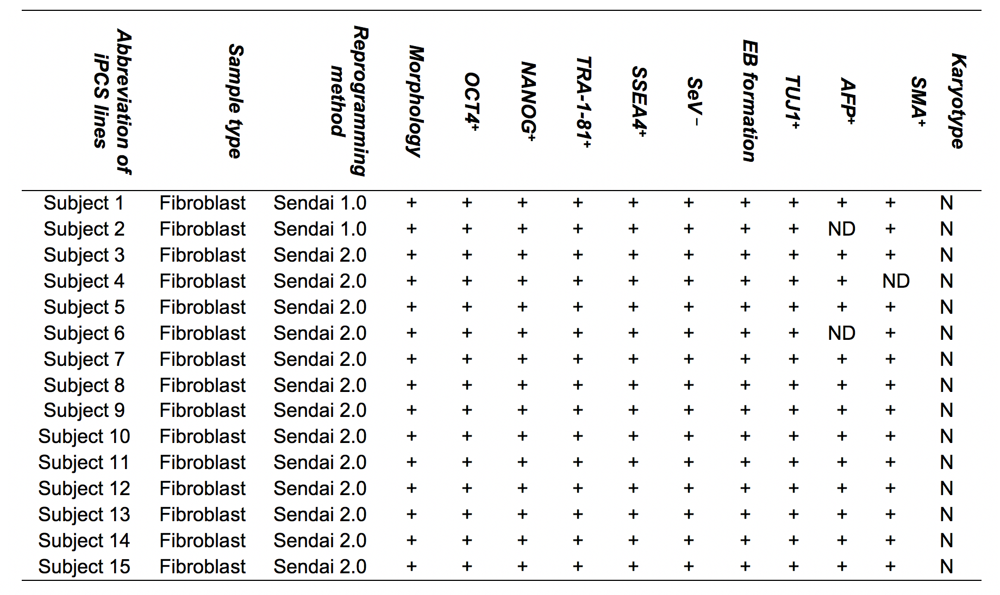 Abbreviation of iPCS lines Sample type Reprogramming method Morphology OCT4⁺ NANOG⁺ TRA-1-81⁺ SSEA4⁺ SeV⁻ EB formation TUJ1⁺ AFP⁺ SMA⁺ Karyotype
Subject 1 Fibroblast Sendai 1.0 + + + + + + + + + + N
Subject 2 Fibroblast Sendai 1.0 + + + + + + + + ND + N
Subject 3 Fibroblast Sendai 2.0 + + + + + + + + + + N
Subject 4 Fibroblast Sendai 2.0 + + + + + + + + + ND N
Subject 5 Fibroblast Sendai 2.0 + + + + + + + + + + N
Subject 6 Fibroblast Sendai 2.0 + + + + + + + + ND + N
Subject 7 Fibroblast Sendai 2.0 + + + + + + + + + + N
Subject 8 Fibroblast Sendai 2.0 + + + + + + + + + + N
Subject 9 Fibroblast Sendai 2.0 + + + + + + + + + + N
Subject 10 Fibroblast Sendai 2.0 + + + + + + + + + + N
Subject 11 Fibroblast Sendai 2.0 + + + + + + + + + + N
Subject 12 Fibroblast Sendai 2.0 + + + + + + + + + + N
Subject 13 Fibroblast Sendai 2.0 + + + + + + + + + + N
Subject 14 Fibroblast Sendai 2.0 + + + + + + + + + + N
Subject 15 Fibroblast Sendai 2.0 + + + + + + + + + + N